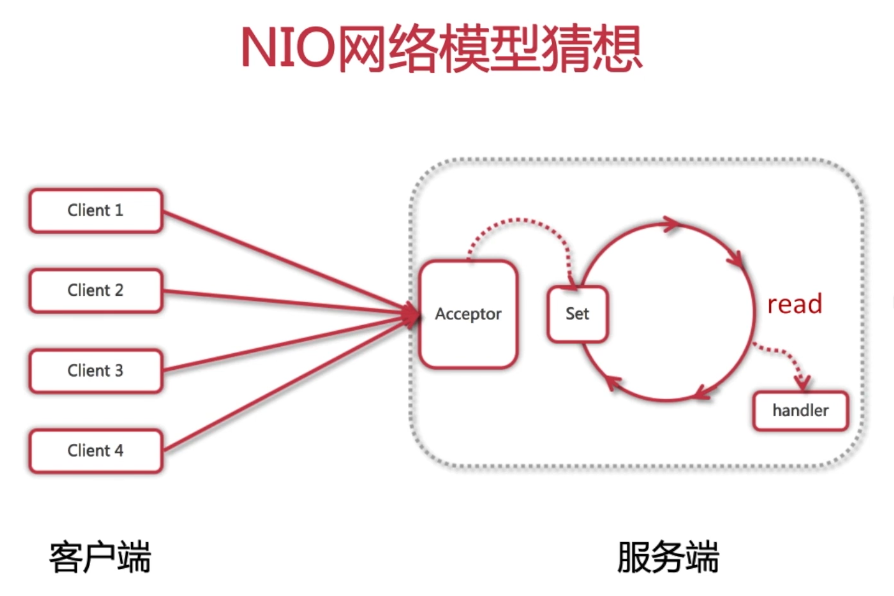 NIO网络模型猜想
Client 1
Client 2
Client 3
Client 4
Acceptor
Set
read
handler
客户端
服务端